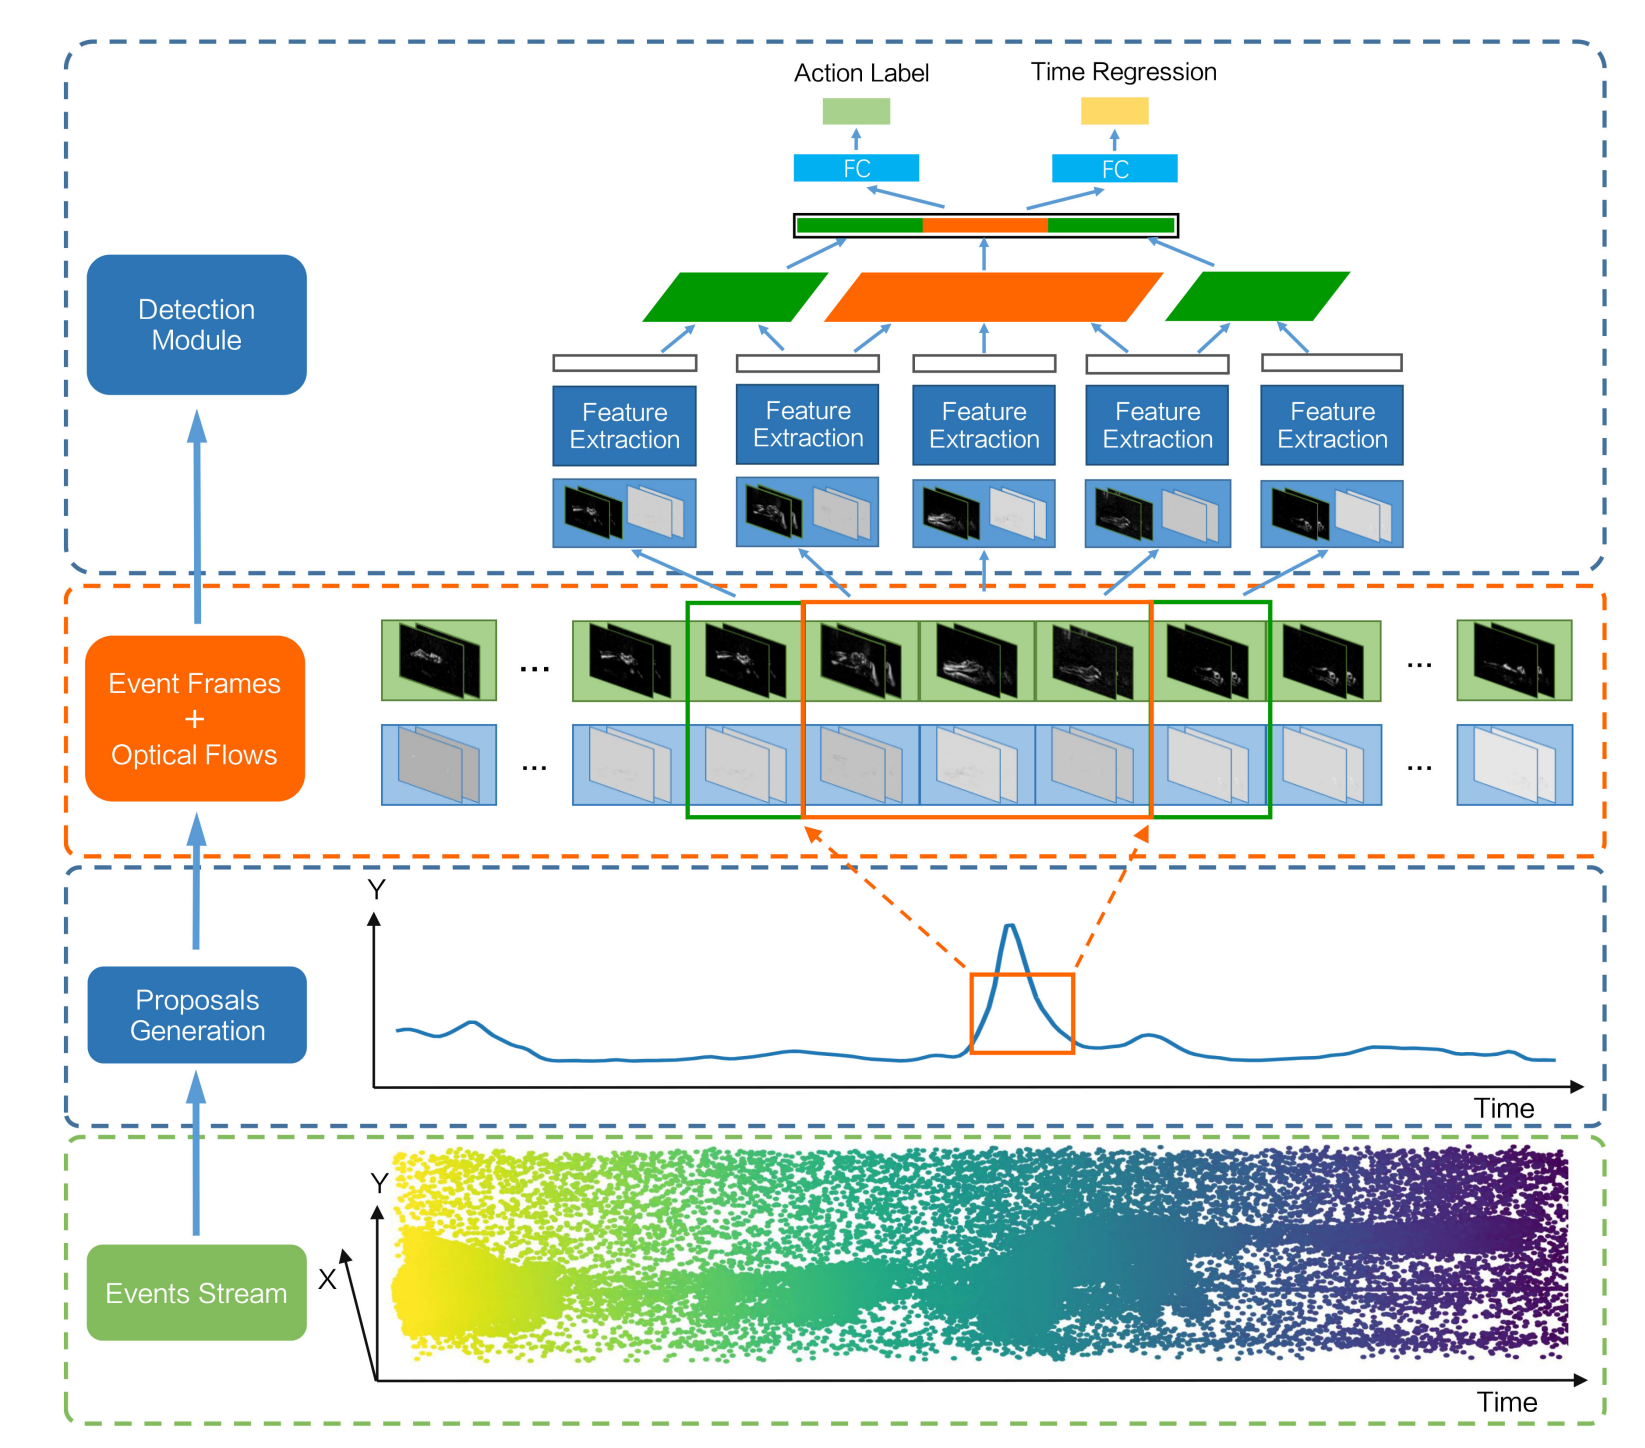 Action Label
Time Regression
FC
FC
Detection
Module
Feature
Extraction
Feature
Extraction
Feature
Extraction
Feature
Extraction
Feature
Extraction
Event Frames
+
Optical Flows
...
...
...
...
Y
Proposals
Generation
Time
Y
X
Events Stream
Time